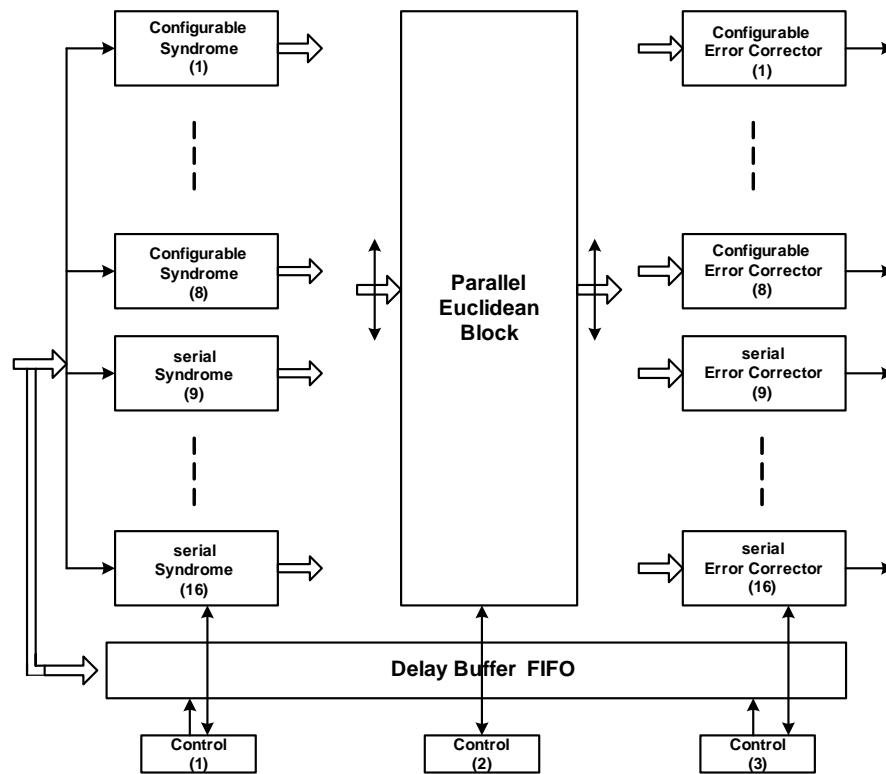 Configurable
Syndrome
(1)
Configurable
Error Corrector
(1)
Configurable
Syndrome
(8)
Parallel
Euclidean
Block
Configurable
Error Corrector
(8)
serial
Syndrome
(9)
serial
Error Corrector
(9)
serial
Syndrome
(16)
serial
Error Corrector
(16)
Delay Buffer FIFO
Control
(1)
Control
(2)
Control
(3)